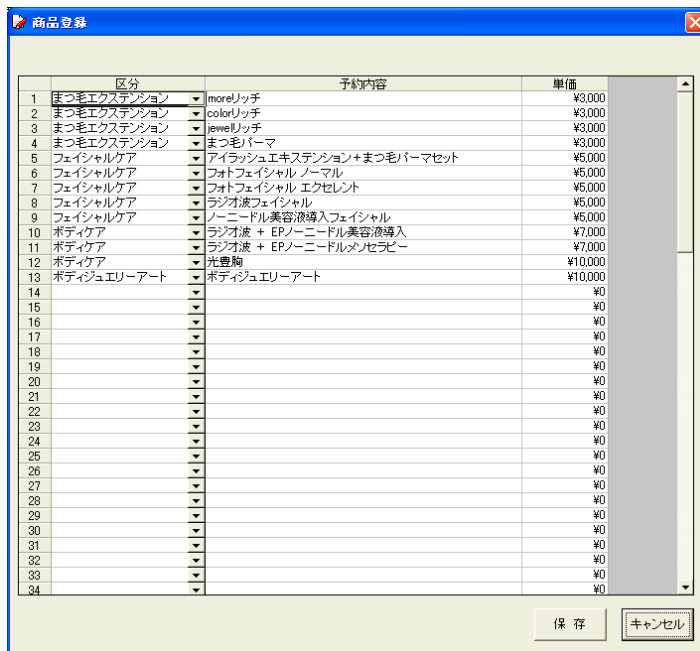 商品登録
区分 予約内容 単価
1 まつ毛エクステンション moreリッチ ¥3,000
2 まつ毛エクステンション colorリッチ ¥3,000
3 まつ毛エクステンション jewelリッチ ¥3,000
4 まつ毛エクステンション まつ毛パーマ ¥3,000
5 フェイシャルケア アイラッシュエキステンション+まつ毛パーマセット ¥5,000
6 フェイシャルケア フォトフェイシャル ノーマル ¥5,000
7 フェイシャルケア フォトフェイシャル エクセレント ¥5,000
8 フェイシャルケア ラジオ波フェイシャル ¥5,000
9 フェイシャルケア ノーニードル美容液導入フェイシャル ¥5,000
10 ボディケア ラジオ波 + EPノーニードル美容液導入 ¥7,000
11 ボディケア ラジオ波 + EPノーニードルメソセラピー ¥7,000
12 ボディケア 光豊胸 ¥10,000
13 ボディジュエリーアート ボディジュエリーアート ¥10,000
14 ¥0
15 ¥0
16 ¥0
17 ¥0
18 ¥0
19 ¥0
20 ¥0
21 ¥0
22 ¥0
23 ¥0
24 ¥0
25 ¥0
26 ¥0
27 ¥0
28 ¥0
29 ¥0
30 ¥0
31 ¥0
32 ¥0
33 ¥0
34 ¥0
保 存 キャンセル